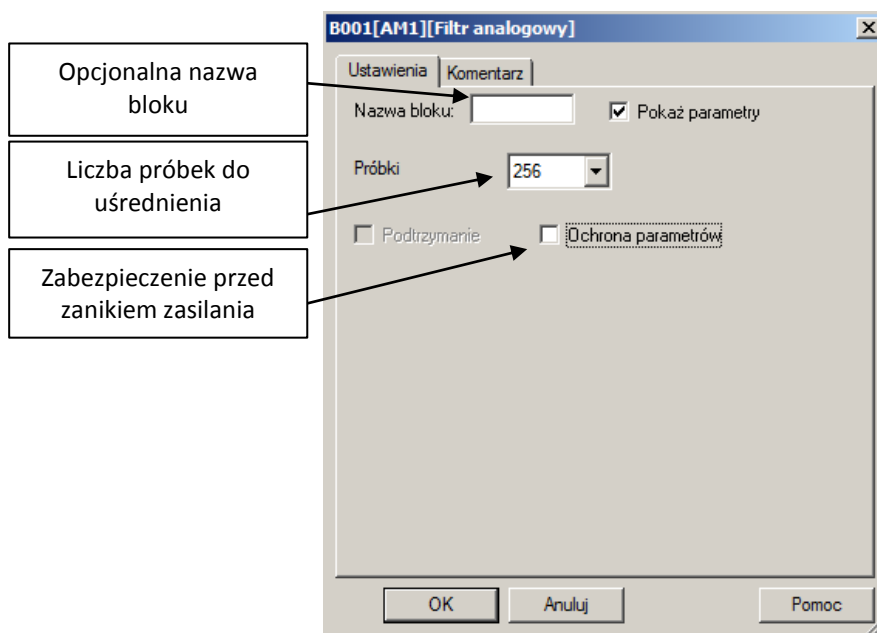 B001[AM1][Filtr analogowy]
Opcjonalna nazwa
bloku
Ustawienia Komentarz
Nazwa bloku: Pokaż parametry
Liczba próbek do
uśrednienia
Próbki 256
Podtrzymanie Ochrona parametrów
Zabezpieczenie przed
zanikiem zasilania
OK Anuluj Pomoc